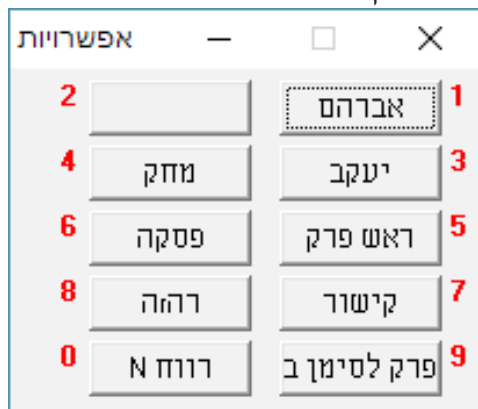 אפשרויות
1 אברהם 2
3 יעקב מחק 4
5 ראש פרק פסקה 6
7 קישור רהזה 8
9 פרק לסימן ב רווח N 0